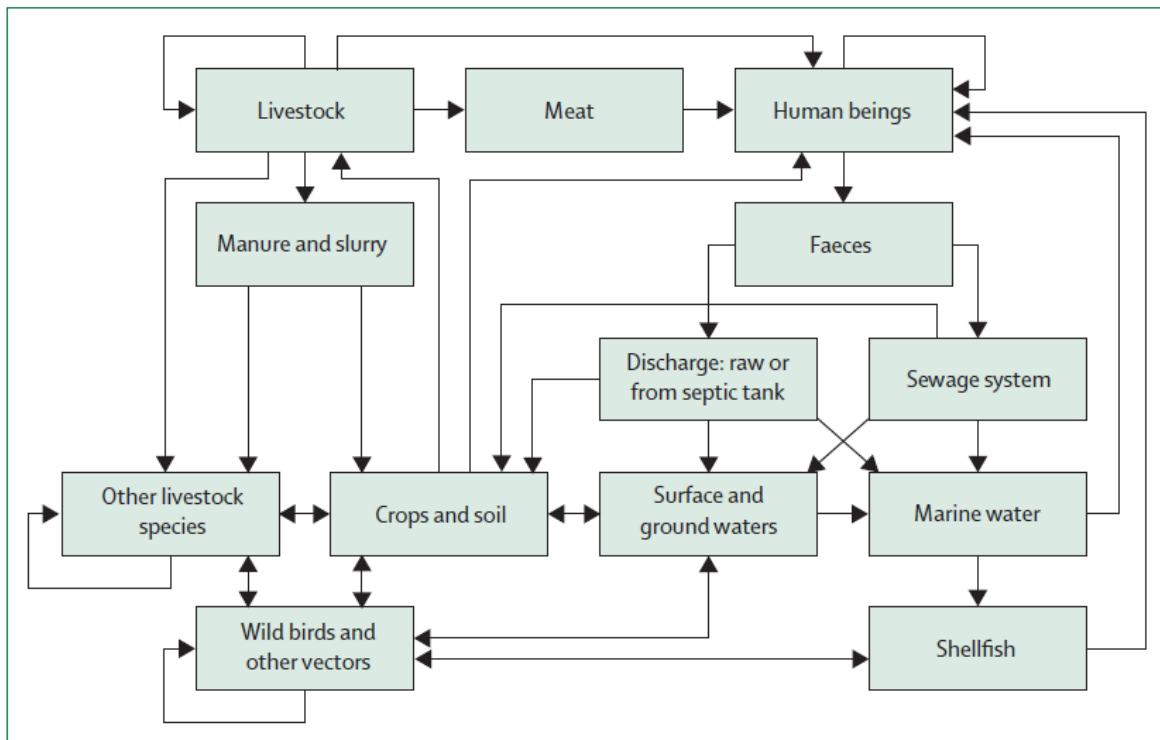 Livestock
Meat
Human beings
Manure and slurry
Faeces
Discharge: raw or
from septic tank
Sewage system
Other livestock
species
Crops and soil
Surface and
ground waters
Marine water
Wild birds and
other vectors
Shellfish